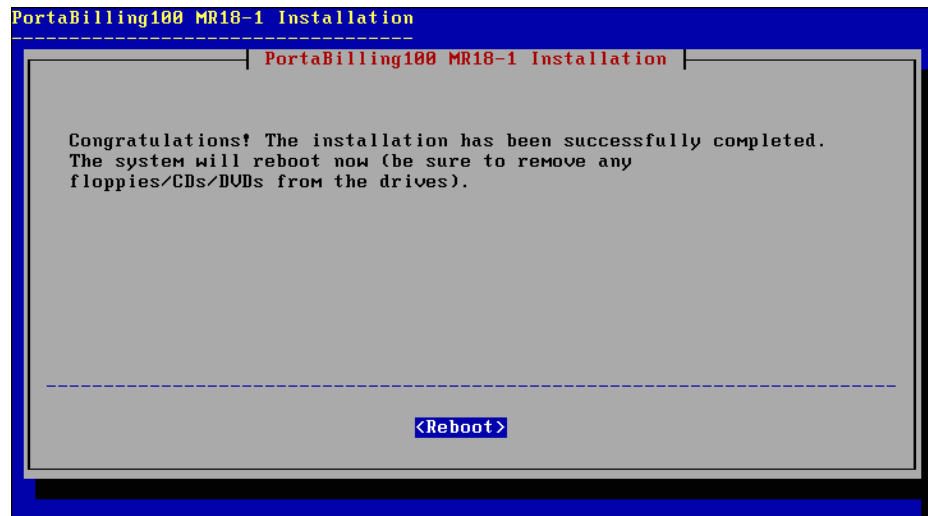 PortaBilling100 MR18-1 Installation
PortaBilling100 MR18-1 Installation
Congratulations! The installation has been successfully completed.
The system will reboot now (be sure to remove any
floppies/CDs/DVDs from the drives).
<Reboot>